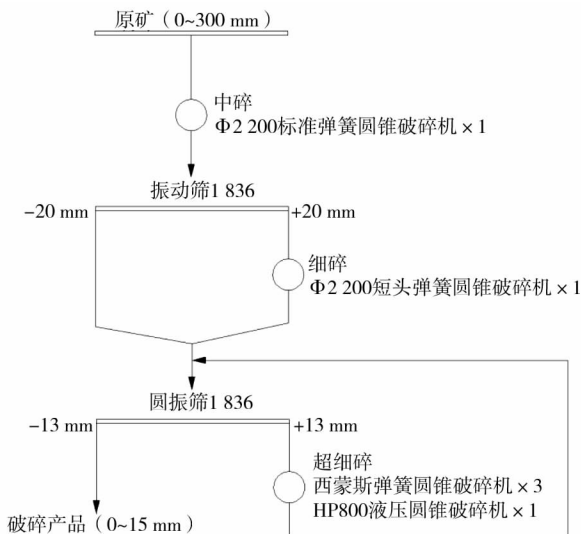 原矿（0~300 mm）
中碎
Φ2 200标准弹簧圆锥破碎机×1
振动筛1 836
-20 mm
+20 mm
细碎
Φ2 200短头弹簧圆锥破碎机×1
圆振筛1 836
-13 mm
+13 mm
超细碎
西蒙斯弹簧圆锥破碎机×3
HP800液压圆锥破碎机×1
破碎产品（0~15 mm）